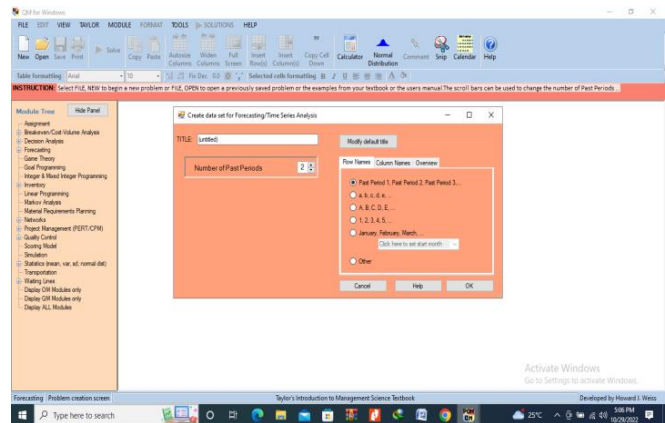 QM for Windows
FILE EDIT VIEW TAYLOR MODULE FORMAT TOOLS SOLUTIONS HELP
New Open Save Print Solve Copy Paste Autosize Columns Widen Columns Full Screen Insert Row(s) Insert Column(s) Copy Cell Down Calculator Normal Distribution Comment Snip Calendar Help
Table formatting: Arial 10 Fix Dec 0.0 Selected cells formatting B I U
INSTRUCTION: Select FILE, NEW to begin a new problem or FILE, OPEN to open a previously saved problem or the examples from your textbook or the users manual.The scroll bars can be used to change the number of Past Periods...
Module Tree Hide Panel
Assignment
Breakeven/Cost-Volume Analysis
Decision Analysis
Forecasting
Game Theory
Goal Programming
Integer & Mixed Integer Programming
Inventory
Linear Programming
Markov Analysis
Material Requirements Planning
Networks
Project Management (PERT/CPM)
Quality Control
Scoring Model
Simulation
Statistics (mean, var, sd; normal dist)
Transportation
Waiting Lines
Display OM Modules only
Display QM Modules only
Display ALL Modules
Create data set for Forecasting/Time Series Analysis
TITLE: (untitled) Modify default title
Number of Past Periods 2
Row Names Column Names Overview
Past Period 1, Past Period 2, Past Period 3...
a, b, c, d, e, ...
A, B, C, D, E, ...
1, 2, 3, 4, 5, ...
January, February, March, ...
Click here to set start month
Other
Cancel Help OK
Activate Windows
Go to Settings to activate Windows.
Forecasting Problem creation screen Taylor's Introduction to Management Science Textbook Developed by Howard J. Weiss
Type here to search 25°C 5:06 PM
10/29/2022